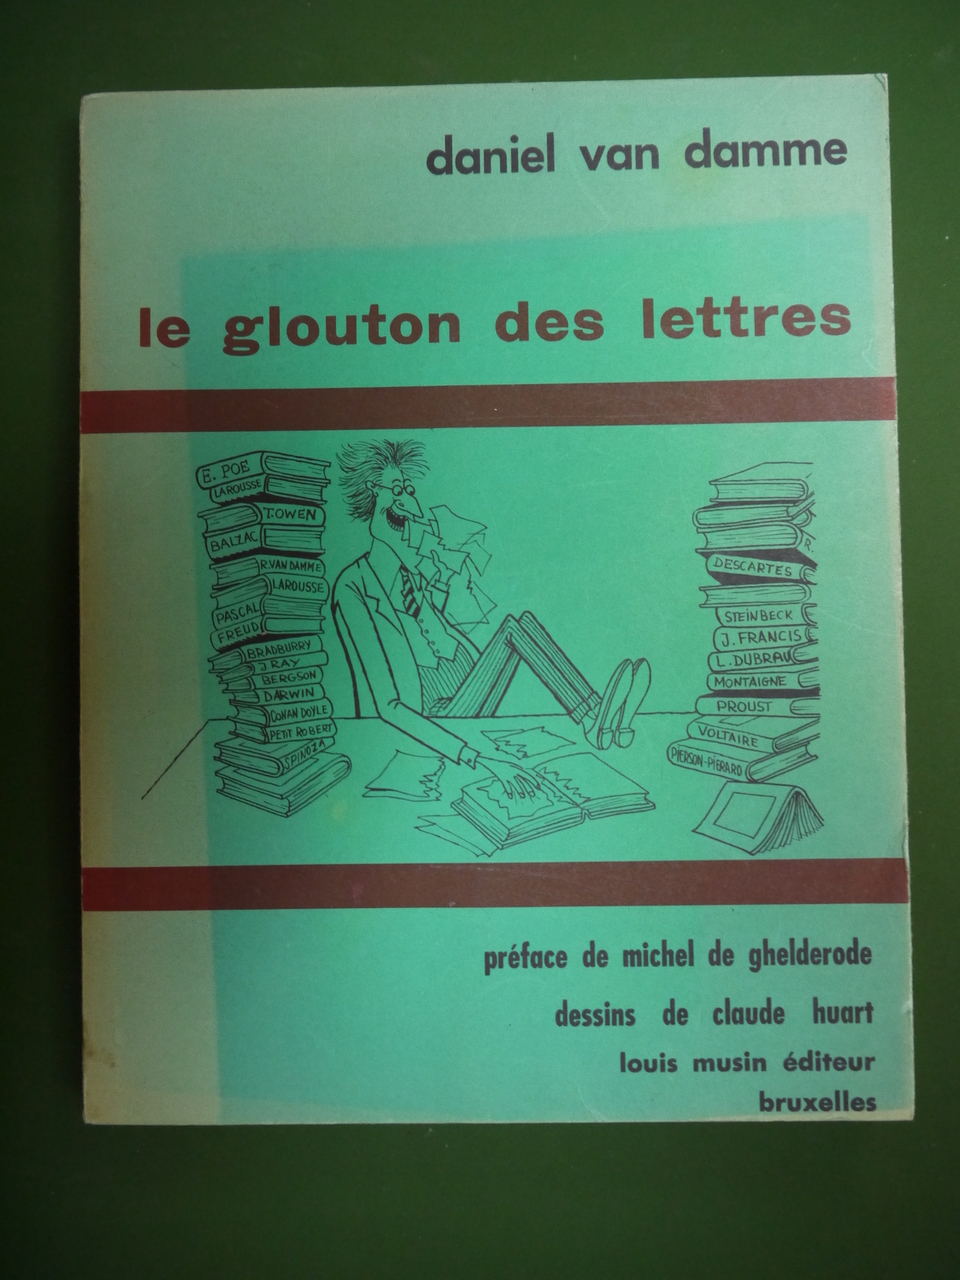 daniel van damme
le glouton des lettres
E. POE
LAROUSSE
T.OWEN
BALZAC
R.VAN DAMME
LAROUSSE
PASCAL
FREUD
BRADBURRY
J RAY
BERGSON
DARWIN
CONAN DOYLE
PETIT ROBERT
SPINOZA
R.
DESCARTES
STEINBECK
J. FRANCIS
L. DUBRAU
MONTAIGNE
PROUST
VOLTAIRE
PIERSON-PIERARD
préface de michel de ghelderode
dessins de claude huart
louis musin éditeur
bruxelles